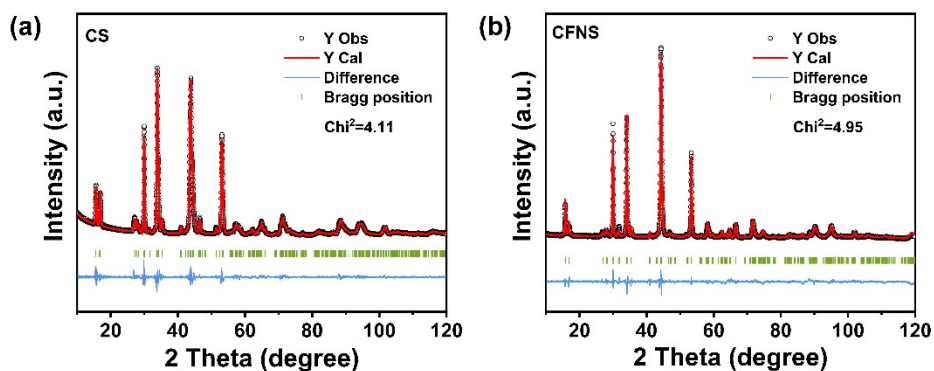 (a)
CS
Y Obs
Y Cal
Difference
Bragg position
Chi²=4.11
Intensity (a.u.)
20 40 60 80 100 120
2 Theta (degree)
(b)
CFNS
Y Obs
Y Cal
Difference
Bragg position
Chi²=4.95
Intensity (a.u.)
20 40 60 80 100 120
2 Theta (degree)